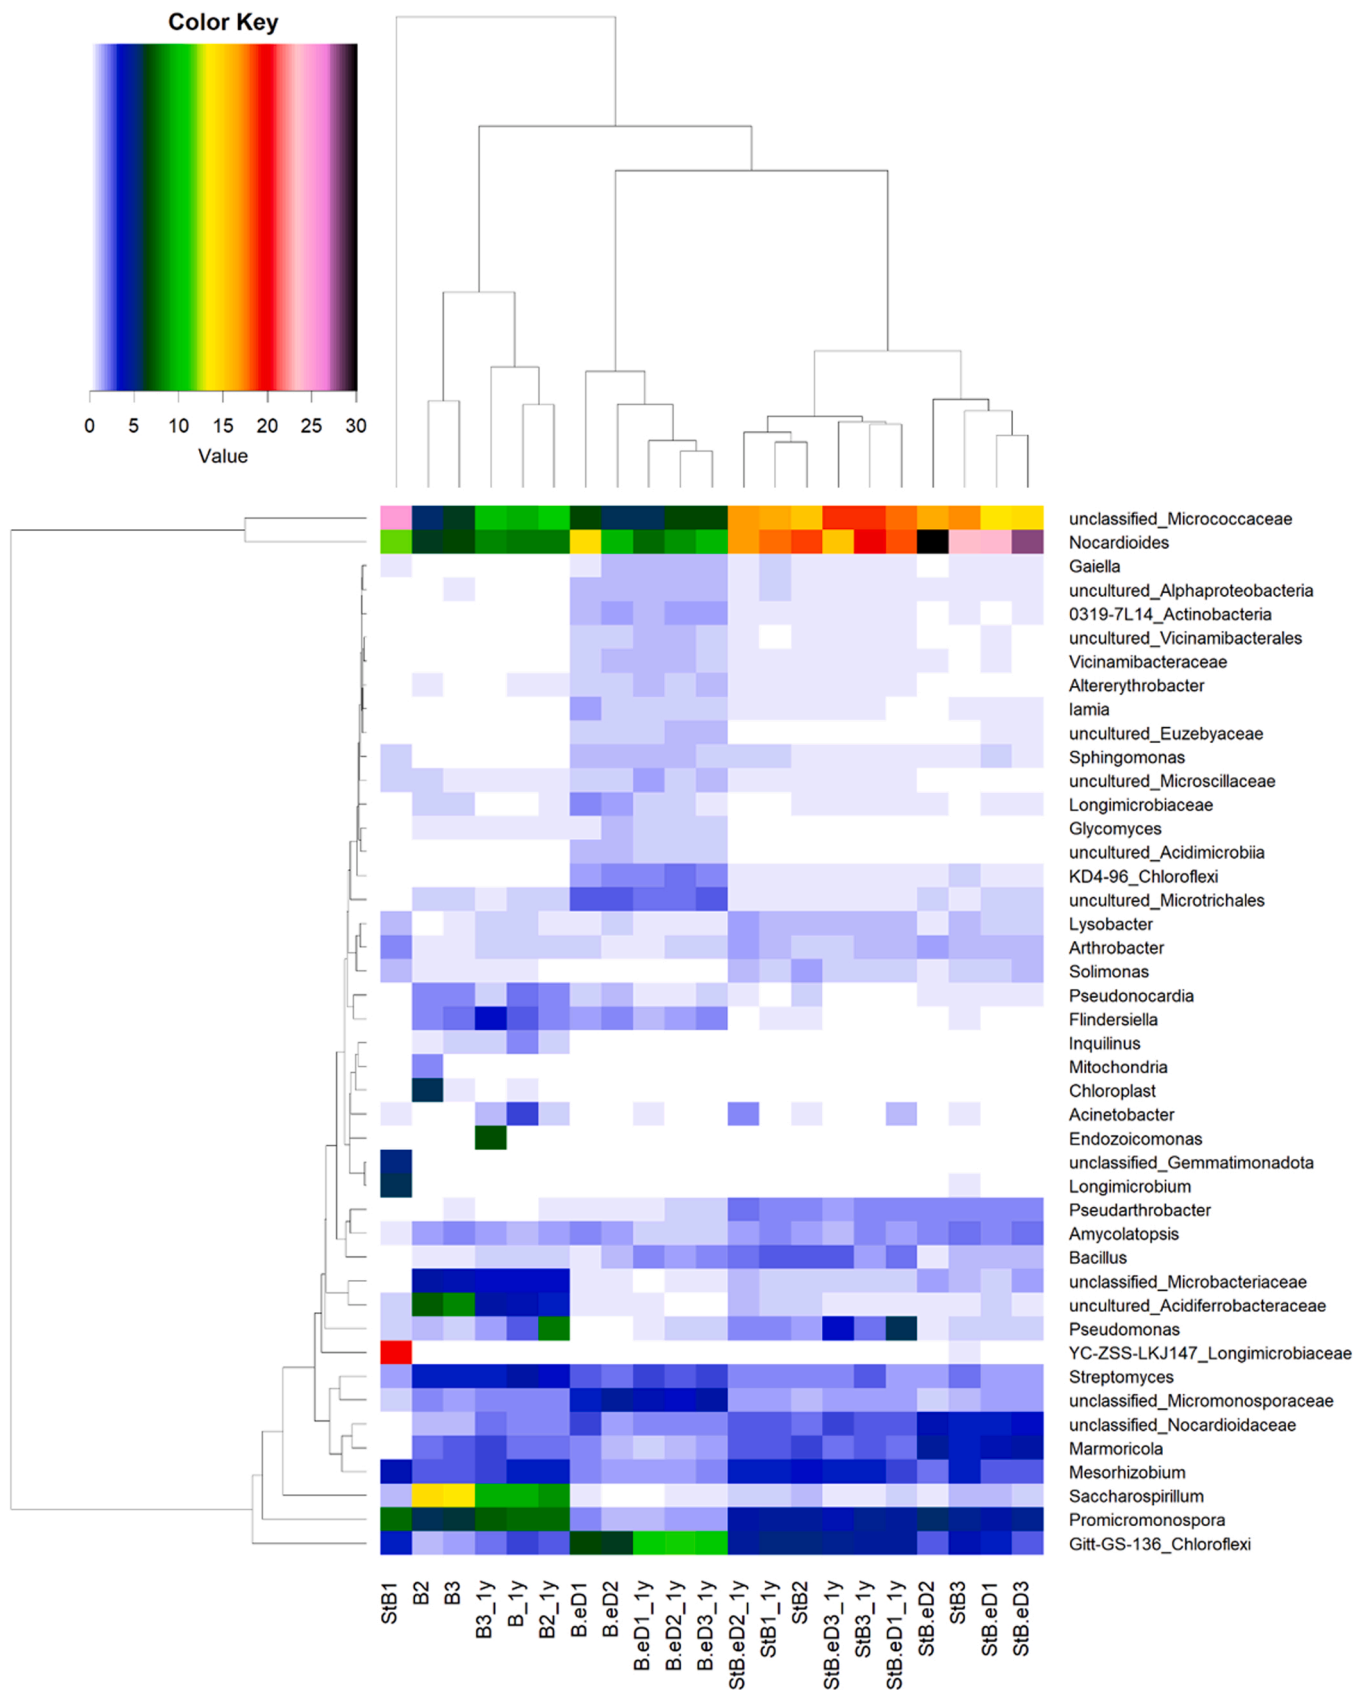 Color Key
0 5 10 15 20 25 30
Value
unclassified_Micrococcaceae
Nocardioides
Gaiella
uncultured_Alphaproteobacteria
0319-7L14_Actinobacteria
uncultured_Vicinamibacterales
Vicinamibacteraceae
Altererythrobacter
Iamia
uncultured_Euzebyaceae
Sphingomonas
uncultured_Microscillaceae
Longimicrobiaceae
Glycomyces
uncultured_Acidimicrobiia
KD4-96_Chloroflexi
uncultured_Microtrichales
Lysobacter
Arthrobacter
Solimonas
Pseudonocardia
Flindersiella
Inquilinus
Mitochondria
Chloroplast
Acinetobacter
Endozoicomonas
unclassified_Gemmatimonadota
Longimicrobium
Pseudarthrobacter
Amycolatopsis
Bacillus
unclassified_Microbacteriaceae
uncultured_Acidiferrobacteraceae
Pseudomonas
YC-ZSS-LKJ147_Longimicrobiaceae
Streptomyces
unclassified_Micromonosporaceae
unclassified_Nocardioidaceae
Marmoricola
Mesorhizobium
Saccharospirillum
Promicromonospora
Gitt-GS-136_Chloroflexi
StB1
B2
B3
B3_1y
B_1y
B2_1y
B.eD1
B.eD2
B.eD1_1y
B.eD2_1y
B.eD3_1y
StB.eD2_1y
StB1_1y
StB2
StB.eD3_1y
StB3_1y
StB.eD1_1y
StB.eD2
StB3
StB.eD1
StB.eD3